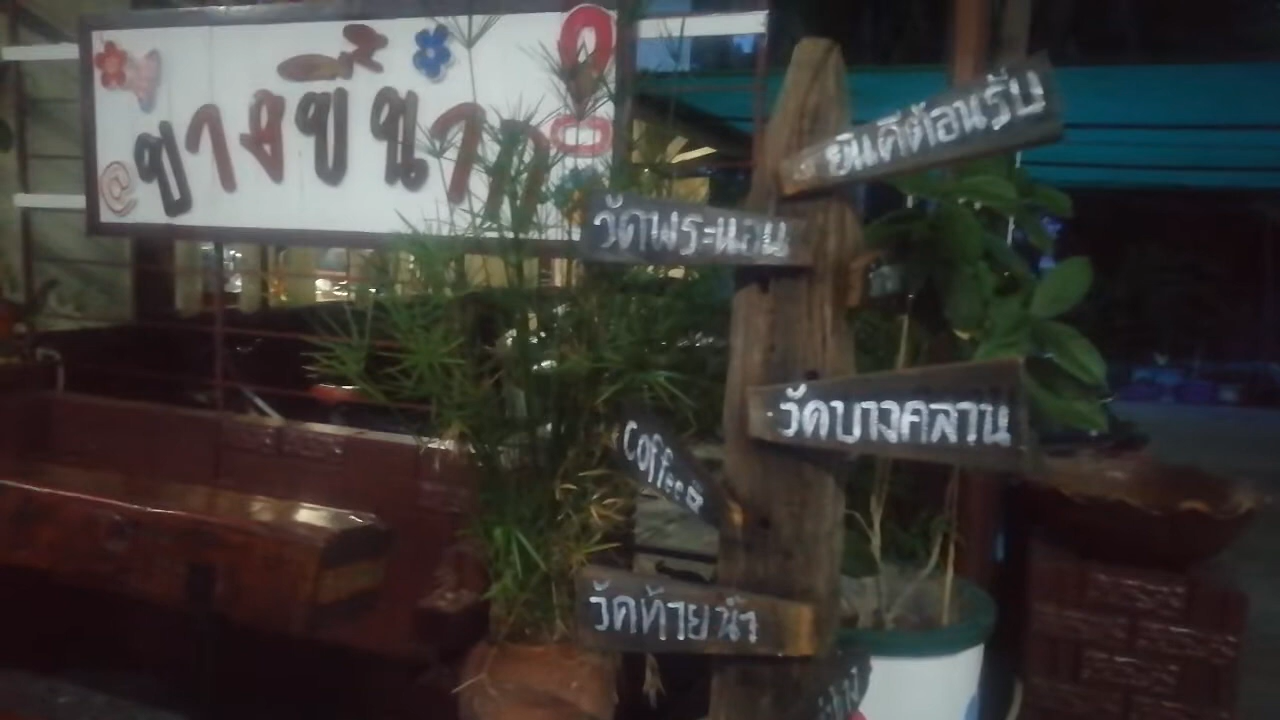 @บางขี้นาก
ยินดีต้อนรับ
วัดพระนอน
วัดบางคลาน
Coffee
วัดท้ายน้ำ